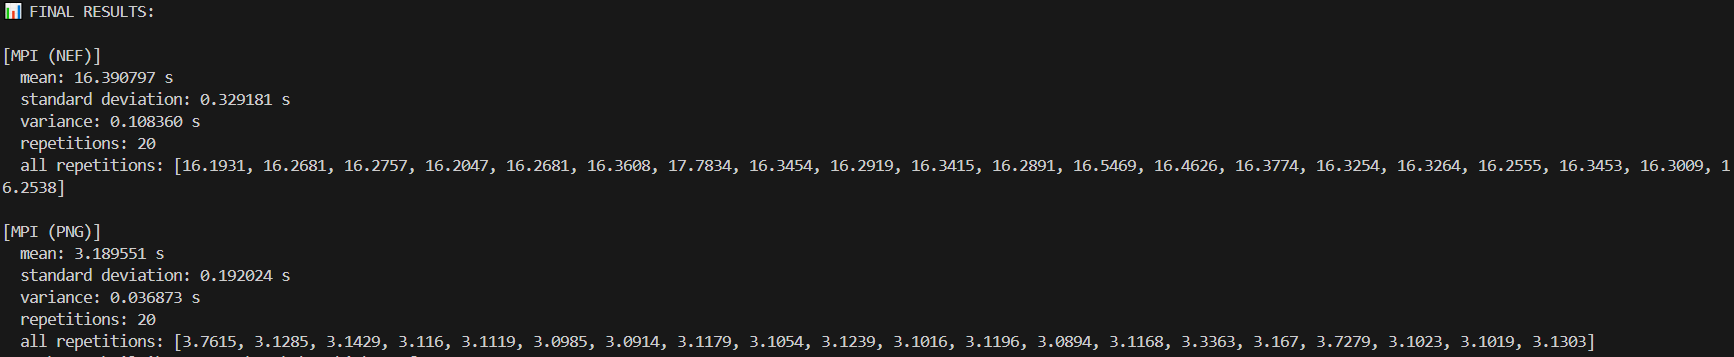 📊 FINAL RESULTS:
[MPI (NEF)]
mean: 16.390797 s
standard deviation: 0.329181 s
variance: 0.108360 s
repetitions: 20
all repetitions: [16.1931, 16.2681, 16.2757, 16.2047, 16.2681, 16.3608, 17.7834, 16.3454, 16.2919, 16.3415, 16.2891, 16.5469, 16.4626, 16.3774, 16.3254, 16.3264, 16.2555, 16.3453, 16.3009, 1
6.2538]
[MPI (PNG)]
mean: 3.189551 s
standard deviation: 0.192024 s
variance: 0.036873 s
repetitions: 20
all repetitions: [3.7615, 3.1285, 3.1429, 3.116, 3.1119, 3.0985, 3.0914, 3.1179, 3.1054, 3.1239, 3.1016, 3.1196, 3.0894, 3.1168, 3.3363, 3.167, 3.7279, 3.1023, 3.1019, 3.1303]